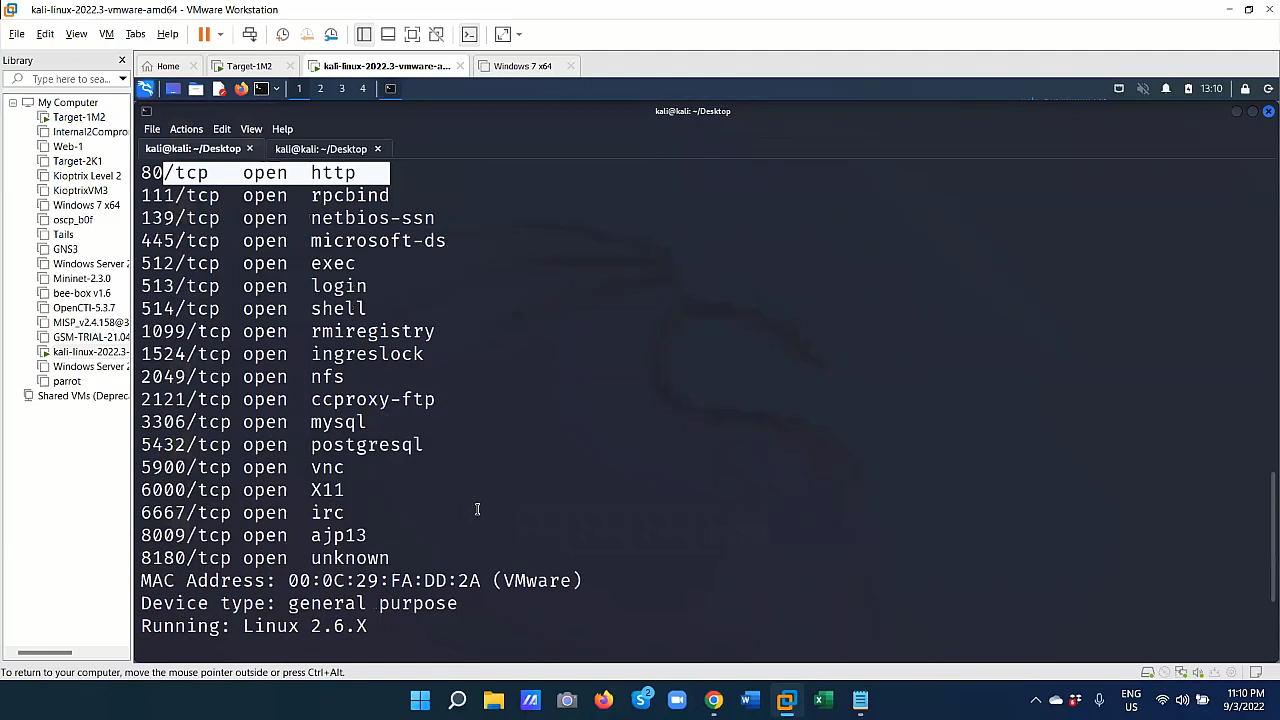 kali-linux-2022.3-vmware-amd64 - VMware Workstation
File Edit View VM Tabs Help
Library
Type here to sea...
Home
Target-1M2
kali-linux-2022.3-vmware-a...
Windows 7 x64
My Computer
Target-1M2
Internal2Compro
Web-1
Target-2K1
Kioptrix Level 2
KioptrixVM3
Windows 7 x64
oscp_b0f
Tails
GNS3
Windows Server 2
Mininet-2.3.0
bee-box v1.6
OpenCTI-5.3.7
MISP_v2.4.158@3
GSM-TRIAL-21.04
kali-linux-2022.3-
Windows Server 2
parrot
Shared VMs (Deprec
1 2 3 4
13:10
kali@kali: ~/Desktop
File Actions Edit View Help
kali@kali: ~/Desktop
kali@kali: ~/Desktop
80/tcp open http
111/tcp open rpcbind
139/tcp open netbios-ssn
445/tcp open microsoft-ds
512/tcp open exec
513/tcp open login
514/tcp open shell
1099/tcp open rmiregistry
1524/tcp open ingreslock
2049/tcp open nfs
2121/tcp open ccproxy-ftp
3306/tcp open mysql
5432/tcp open postgresql
5900/tcp open vnc
6000/tcp open X11
6667/tcp open irc
8009/tcp open ajp13
8180/tcp open unknown
MAC Address: 00:0C:29:FA:DD:2A (VMware)
Device type: general purpose
Running: Linux 2.6.X
To return to your computer, move the mouse pointer outside or press Ctrl+Alt.
2
ENG
US
11:10 PM
9/3/2022